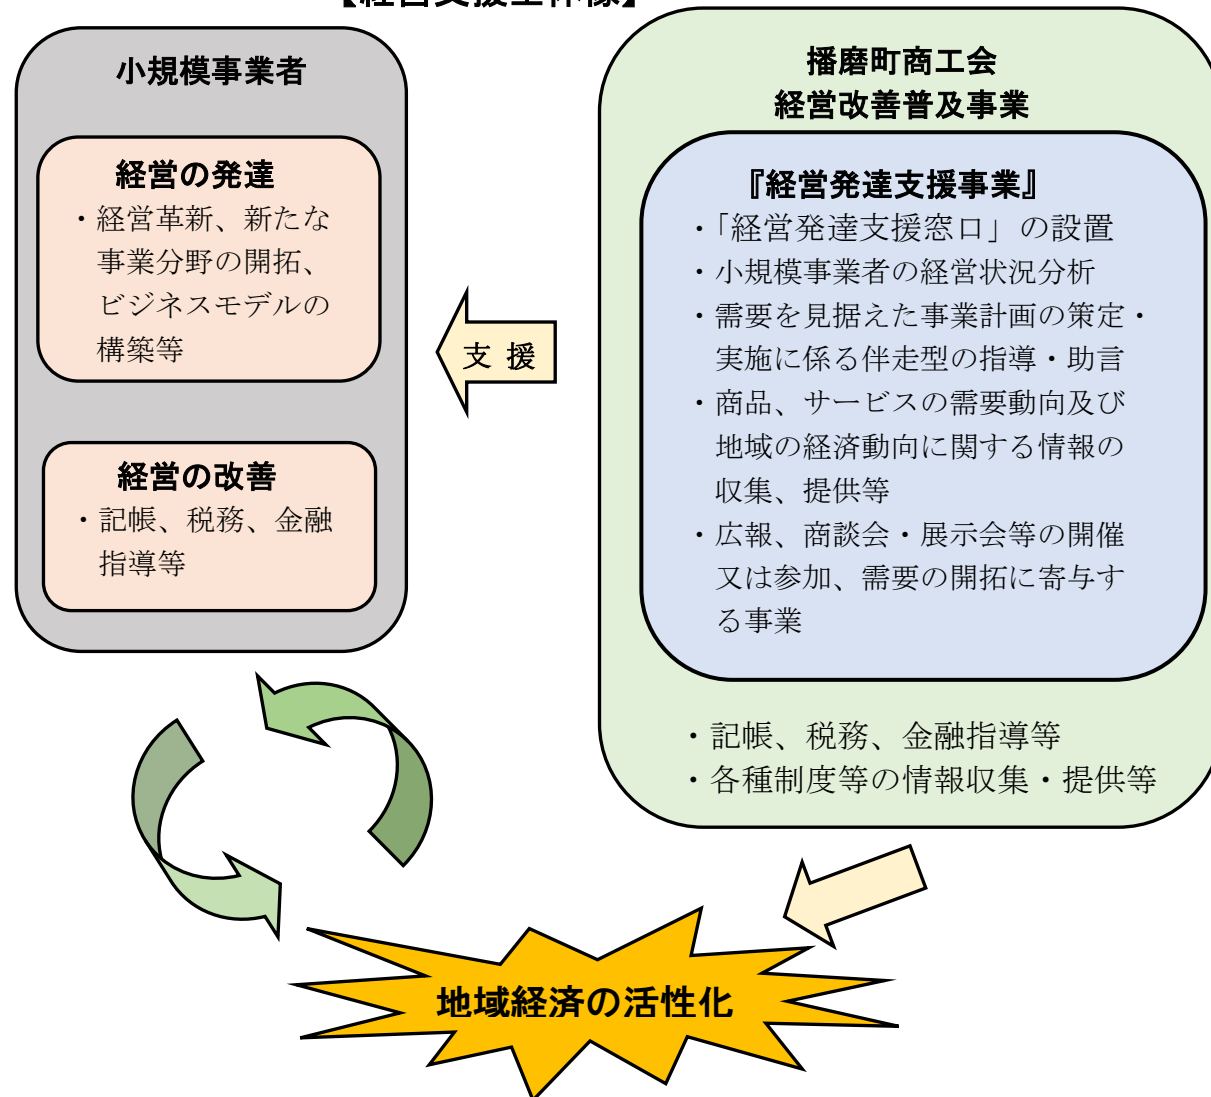 【経営支援全体像】
小規模事業者
経営の発達
・経営革新、新たな
事業分野の開拓、
ビジネスモデルの
構築等
経営の改善
・記帳、税務、金融
指導等
支 援
播磨町商工会
経営改善普及事業
『経営発達支援事業』
・「経営発達支援窓口」の設置
・小規模事業者の経営状況分析
・需要を見据えた事業計画の策定・
実施に係る伴走型の指導・助言
・商品、サービスの需要動向及び
地域の経済動向に関する情報の
収集、提供等
・広報、商談会・展示会等の開催
又は参加、需要の開拓に寄与す
る事業
・記帳、税務、金融指導等
・各種制度等の情報収集・提供等
地域経済の活性化